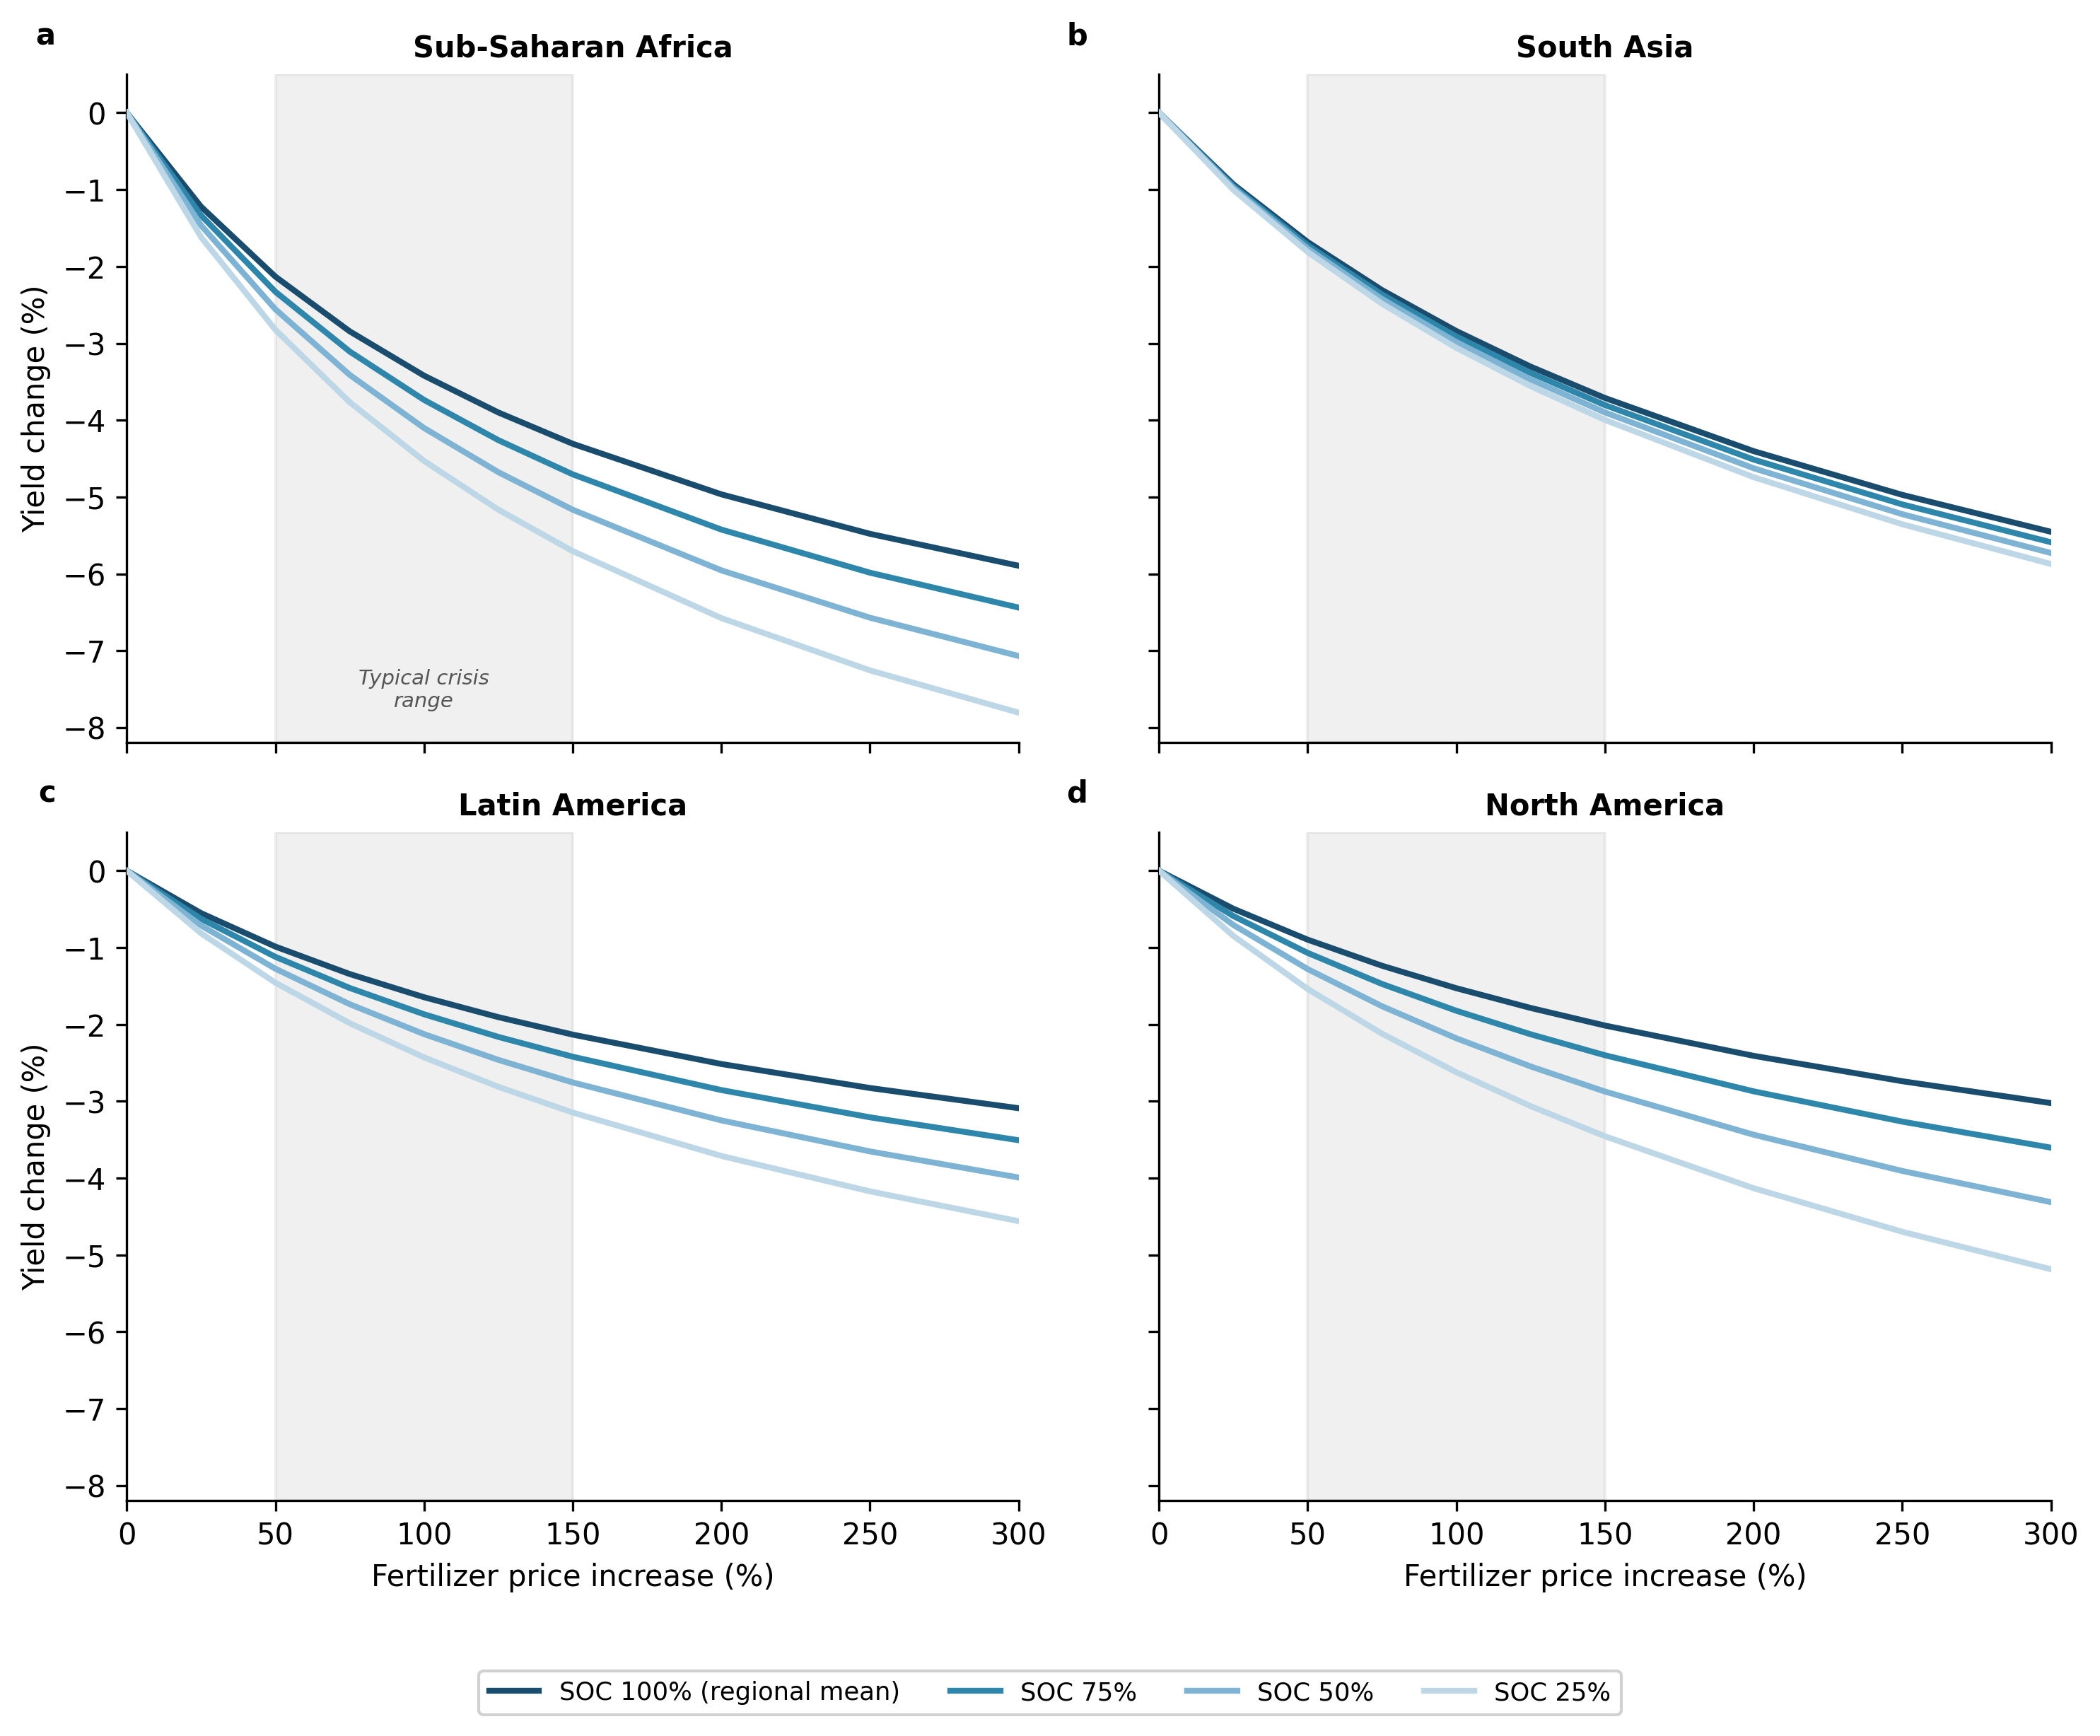 a
Sub-Saharan Africa
b
South Asia
0
−1
−2
−3
−4
−5
−6
−7
−8
Yield change (%)
Typical crisis
range
c
Latin America
d
North America
0
−1
−2
−3
−4
−5
−6
−7
−8
Yield change (%)
0 50 100 150 200 250 300
0 50 100 150 200 250 300
Fertilizer price increase (%)
Fertilizer price increase (%)
SOC 100% (regional mean) SOC 75% SOC 50% SOC 25%